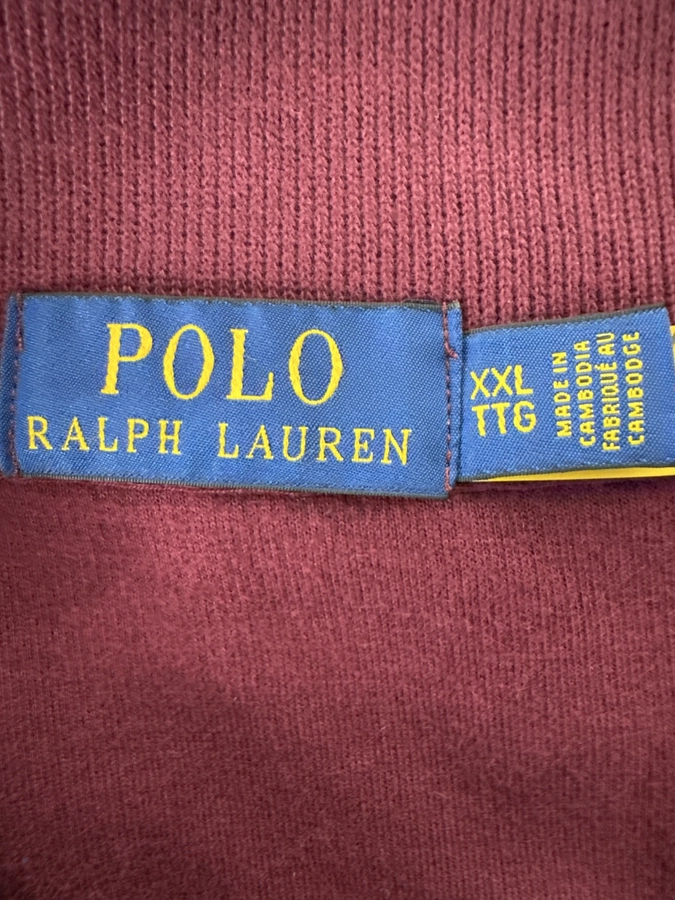 POLO
RALPH LAUREN
XXL
TTG
MADE IN
CAMBODIA
FABRIQUÉ AU
CAMBODGE